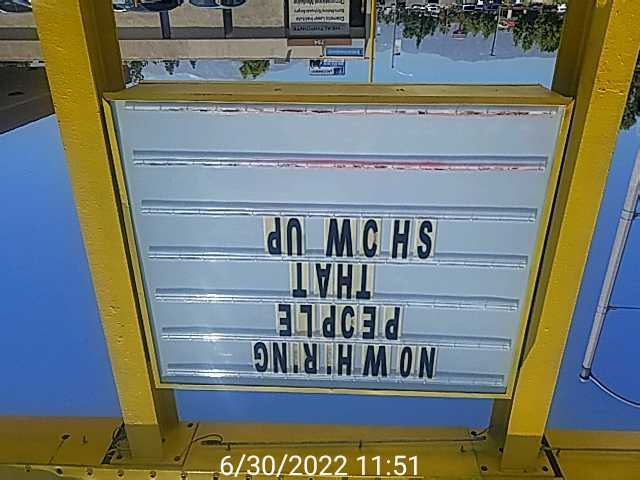 NOW HIRING
PEOPLE
THAT
SHOW UP
6/30/2022 11:51